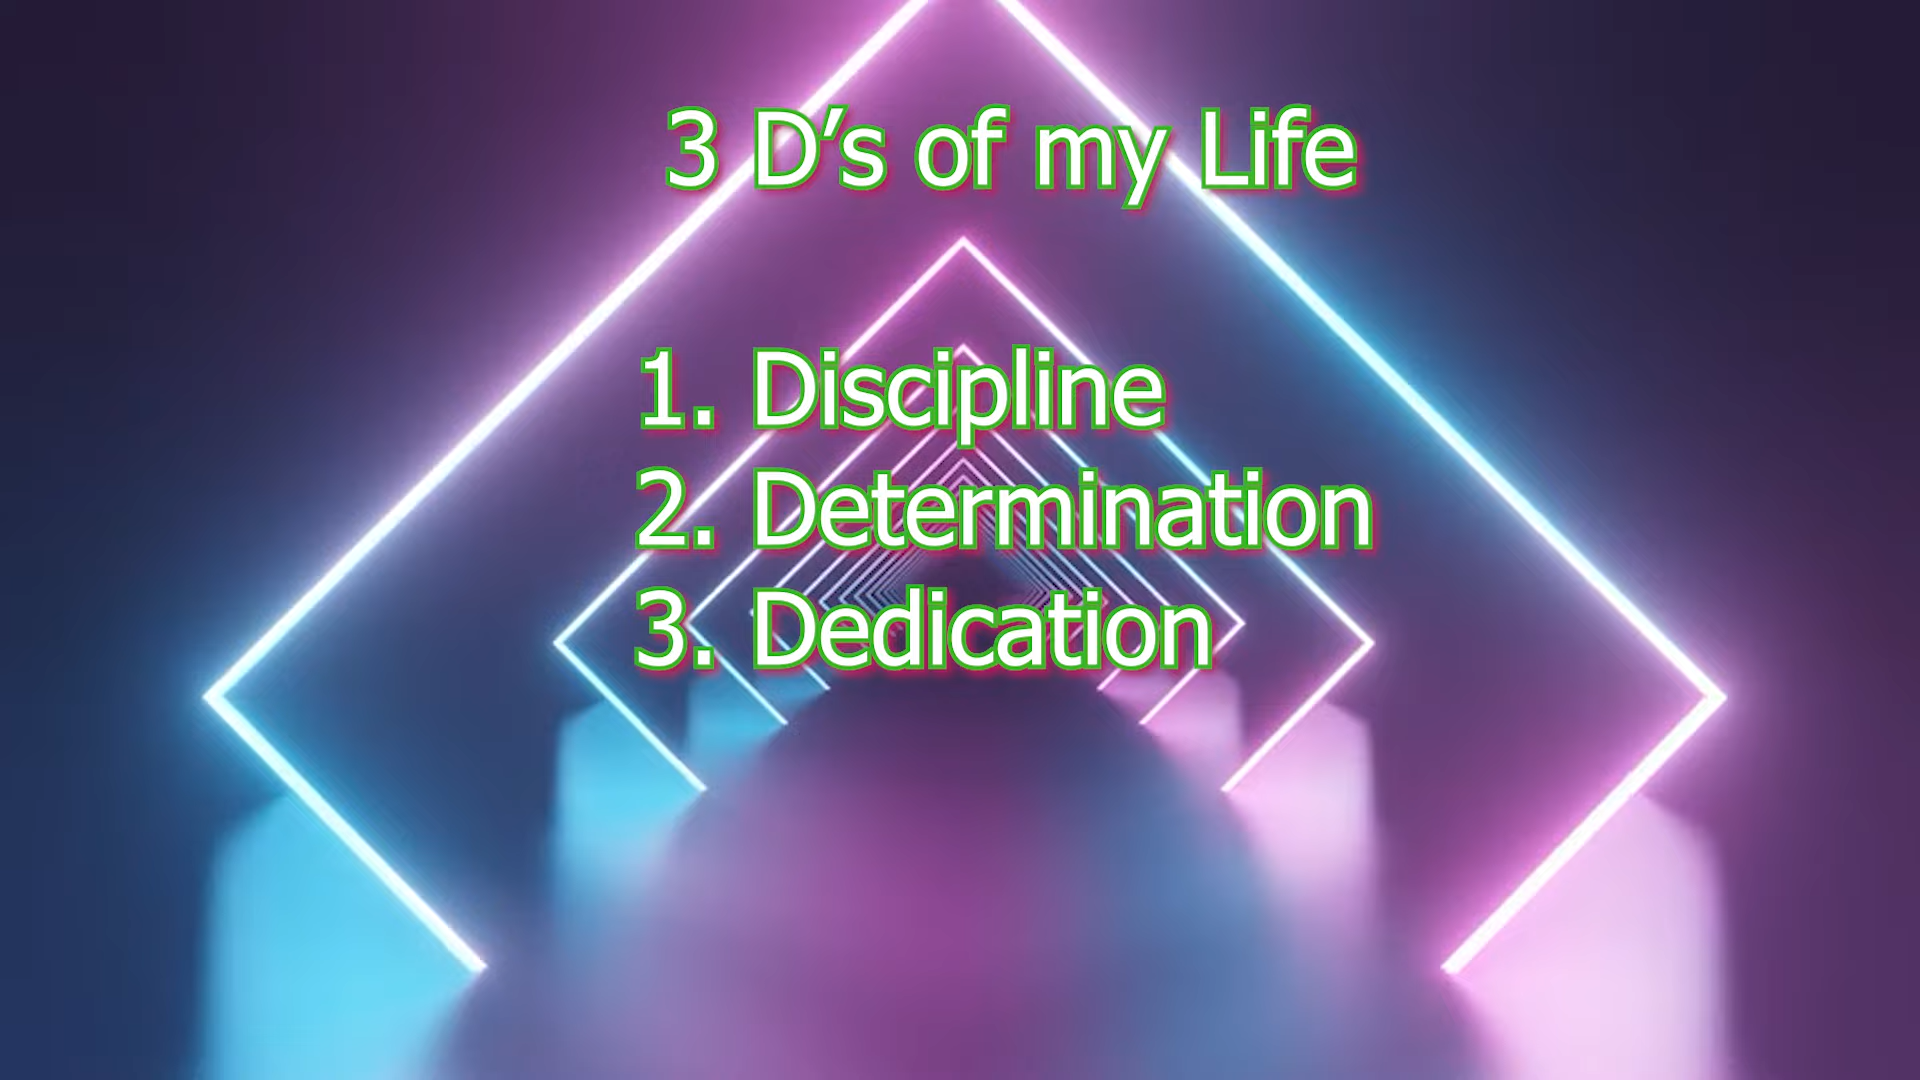 3 D’s of my Life
1. Discipline
2. Determination
3. Dedication